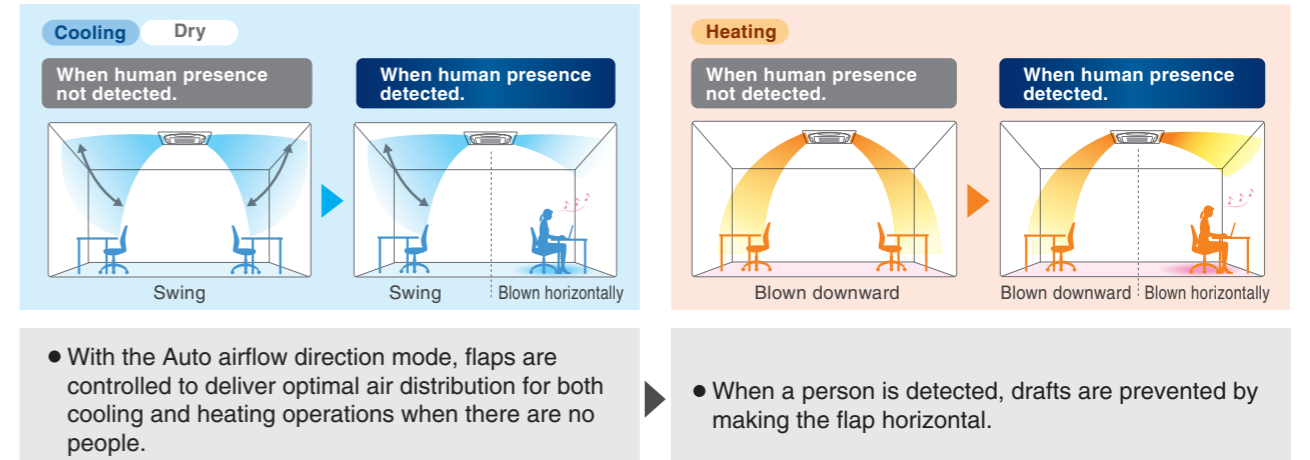 Cooling
Dry
When human presence
not detected.
When human presence
detected.
Swing
Swing
Blown horizontally
Heating
When human presence
not detected.
When human presence
detected.
Blown downward
Blown downward
Blown horizontally
● With the Auto airflow direction mode, flaps are
controlled to deliver optimal air distribution for both
cooling and heating operations when there are no
people.
● When a person is detected, drafts are prevented by
making the flap horizontal.